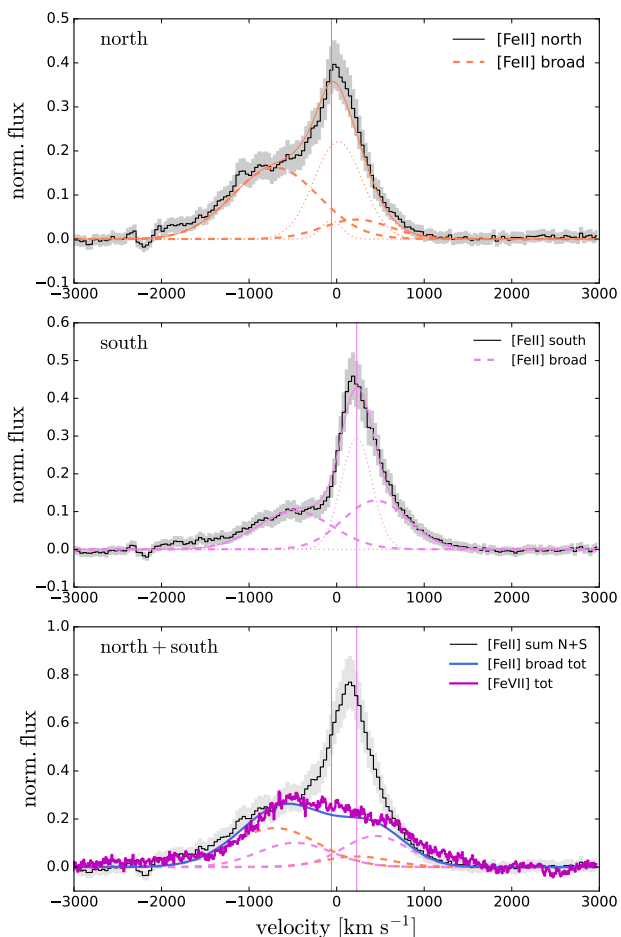 north
[FeII] north
[FeII] broad
norm. flux
0.5
0.4
0.3
0.2
0.1
0.0
−0.1
−3000 −2000 −1000 0 1000 2000 3000
south
[FeII] south
[FeII] broad
norm. flux
0.6
0.5
0.4
0.3
0.2
0.1
0.0
−0.1
−3000 −2000 −1000 0 1000 2000 3000
north + south
[FeII] sum N+S
[FeII] broad tot
[FeVII] tot
norm. flux
1.0
0.8
0.6
0.4
0.2
0.0
−3000 −2000 −1000 0 1000 2000 3000
velocity [km s⁻¹]